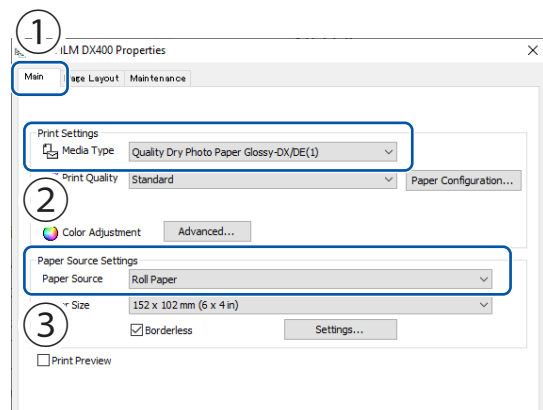 1
ILM DX400 Properties
Main Page Layout Maintenance
Print Settings
Media Type Quality Dry Photo Paper Glossy-DX/DE(1)
Print Quality Standard Paper Configuration...
2
Color Adjustment Advanced...
Paper Source Settings
Paper Source Roll Paper
Size 152 x 102 mm (6 x 4 in)
3
Borderless Settings...
Print Preview